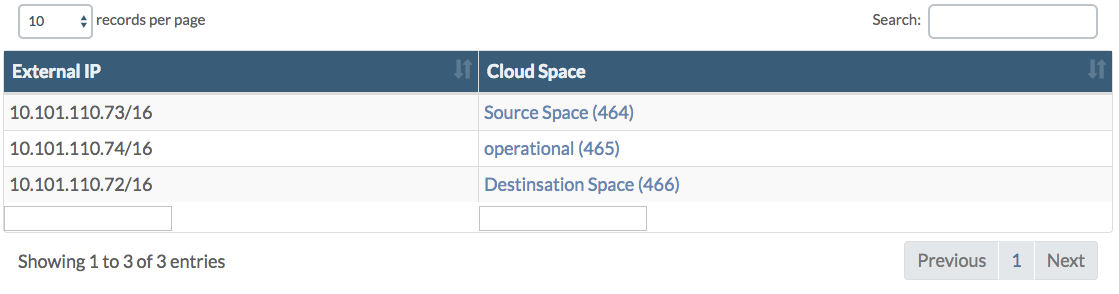 10 records per page Search:
External IP Cloud Space
10.101.110.73/16 Source Space (464)
10.101.110.74/16 operational (465)
10.101.110.72/16 Destinsation Space (466)
Showing 1 to 3 of 3 entries Previous 1 Next